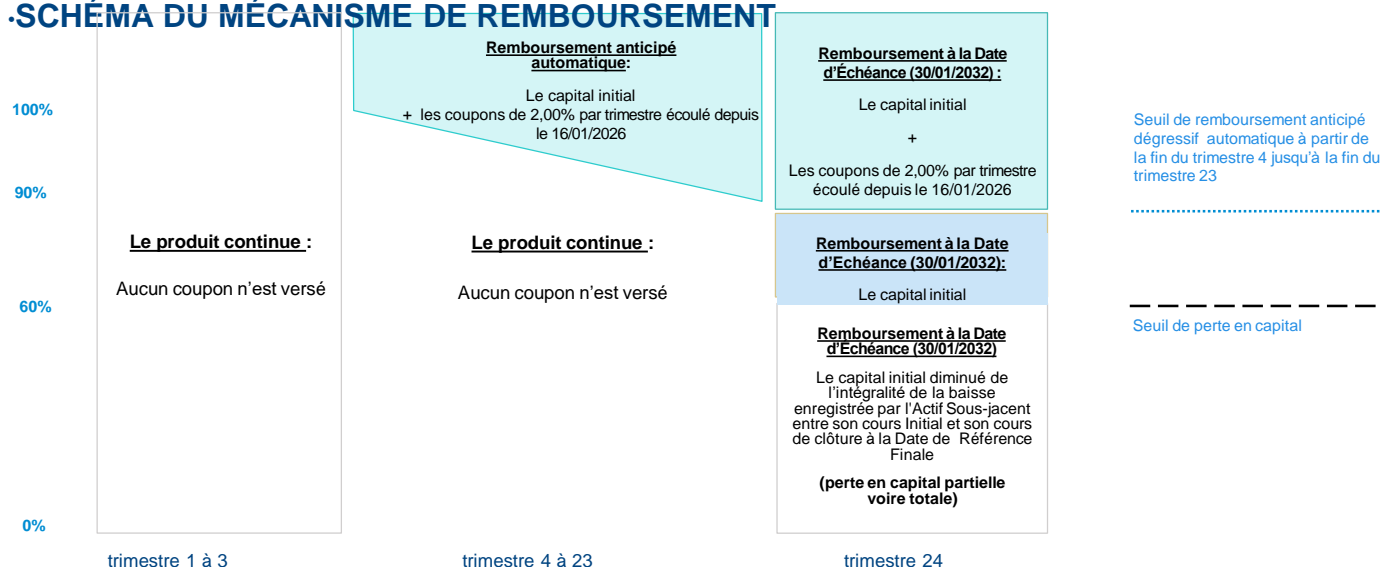 ·SCHÉMA DU MÉCANISME DE REMBOURSEMENT
100%
90%
60%
0%
Le produit continue :
Aucun coupon n’est versé
trimestre 1 à 3
Remboursement anticipé
automatique:
Le capital initial
+ les coupons de 2,00% par trimestre écoulé depuis
le 16/01/2026
Le produit continue :
Aucun coupon n’est versé
trimestre 4 à 23
Remboursement à la Date
d’Échéance (30/01/2032) :
Le capital initial
+
Les coupons de 2,00% par trimestre
écoulé depuis le 16/01/2026
Remboursement à la Date
d’Echéance (30/01/2032):
Le capital initial
Remboursement à la Date
d’Échéance (30/01/2032)
Le capital initial diminué de
l’intégralité de la baisse
enregistrée par l’Actif Sous-jacent
entre son cours Initial et son cours
de clôture à la Date de Référence
Finale
(perte en capital partielle
voire totale)
trimestre 24
Seuil de remboursement anticipé
dégressif automatique à partir de
la fin du trimestre 4 jusqu’à la fin du
trimestre 23
Seuil de perte en capital